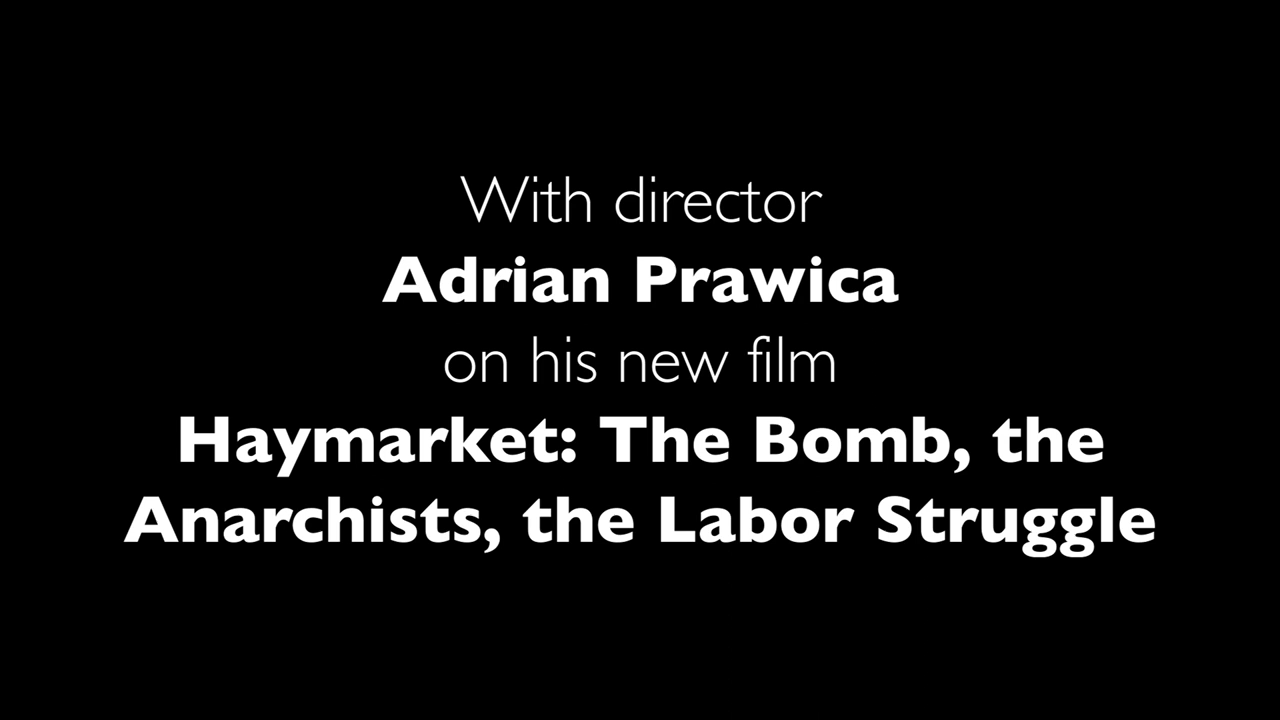 With director
Adrian Prawica
on his new film
Haymarket: The Bomb, the
Anarchists, the Labor Struggle